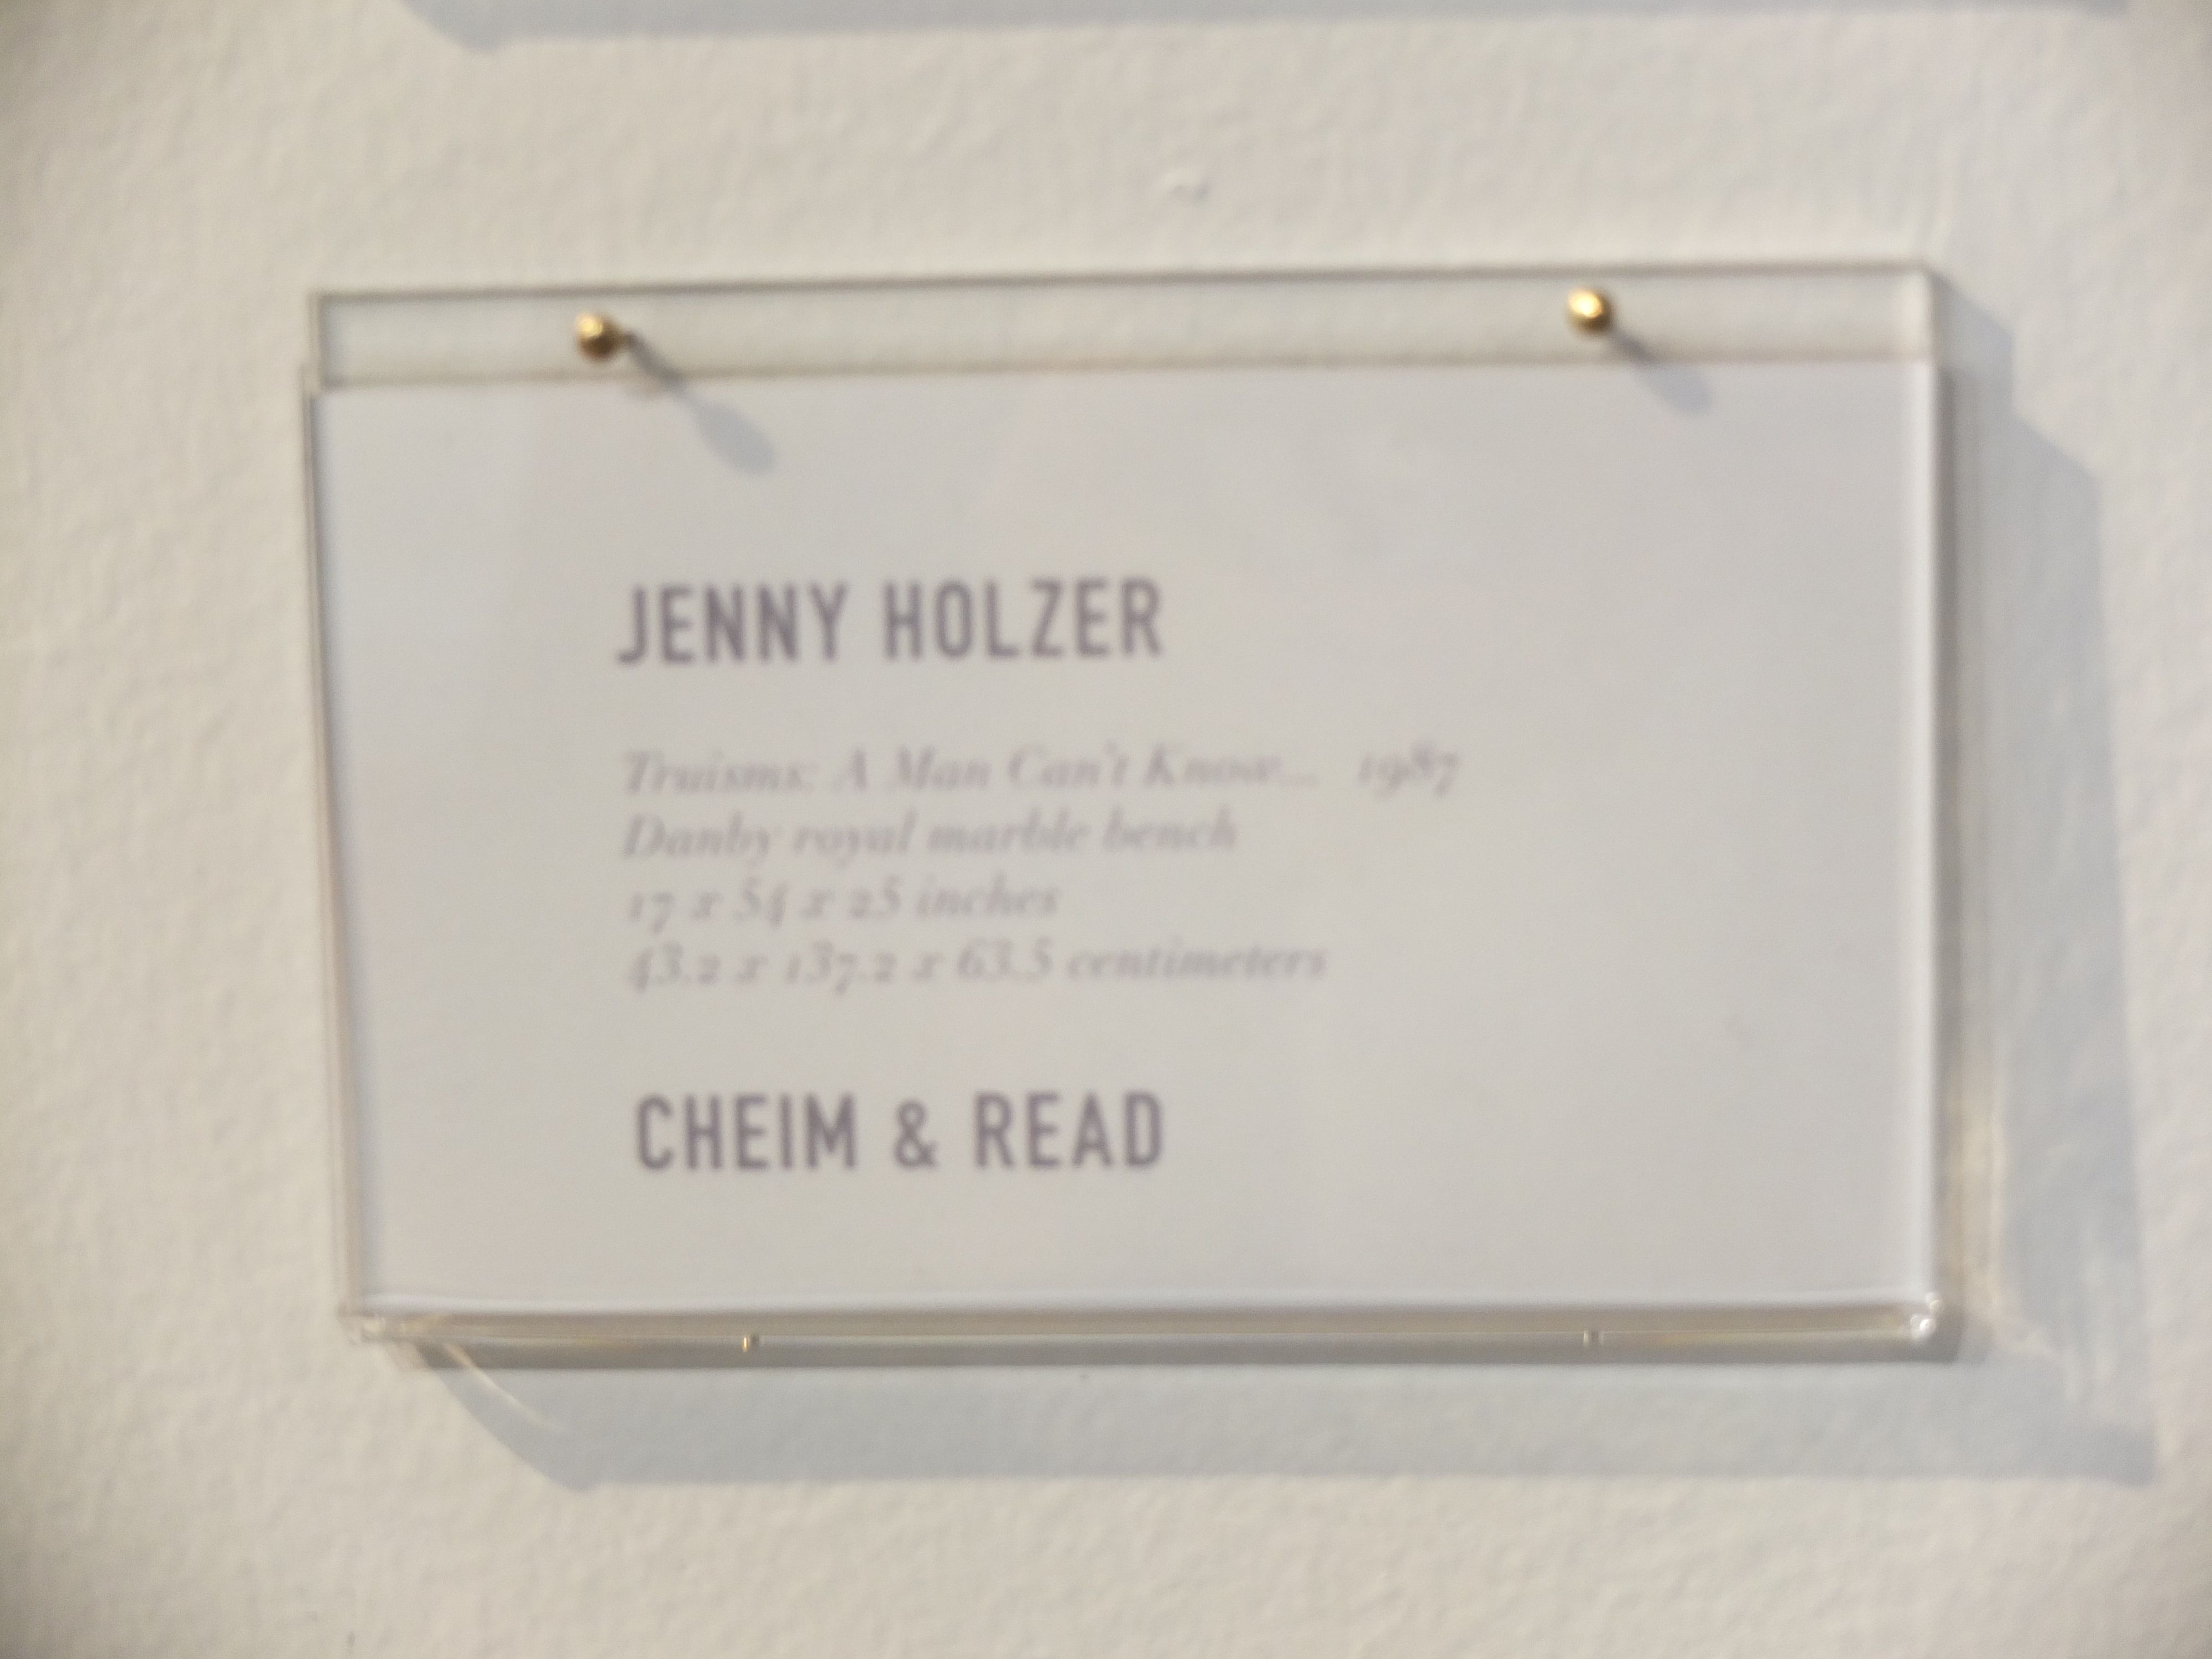 JENNY HOLZER
Truisms: A Man Can't Know... 1987
Danby royal marble bench
17 x 54 x 25 inches
43.2 x 137.2 x 63.5 centimeters
CHEIM & READ